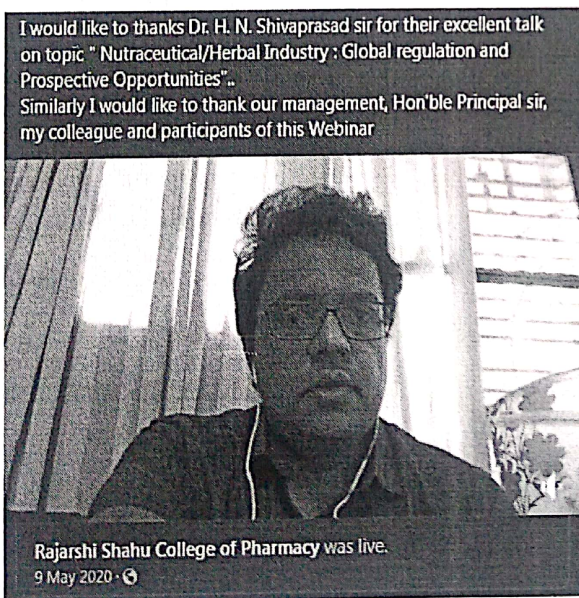 I would like to thanks Dr. H. N. Shivaprasad sir for their excellent talk
on topic " Nutraceutical/Herbal Industry : Global regulation and
Prospective Opportunities"..
Similarly I would like to thank our management, Hon'ble Principal sir,
my colleague and participants of this Webinar
Rajarshi Shahu College of Pharmacy was live.
9 May 2020 ·